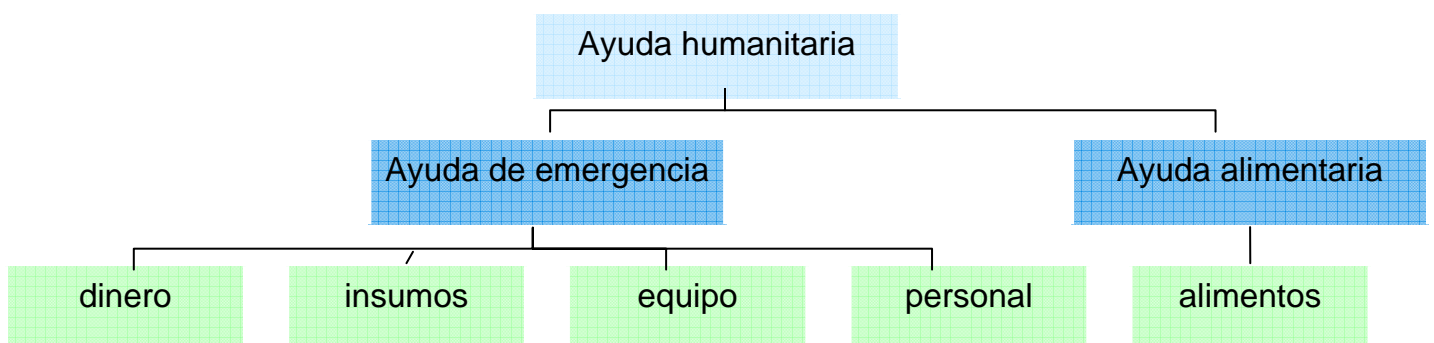 Ayuda humanitaria
Ayuda de emergencia
Ayuda alimentaria
dinero
insumos
equipo
personal
alimentos